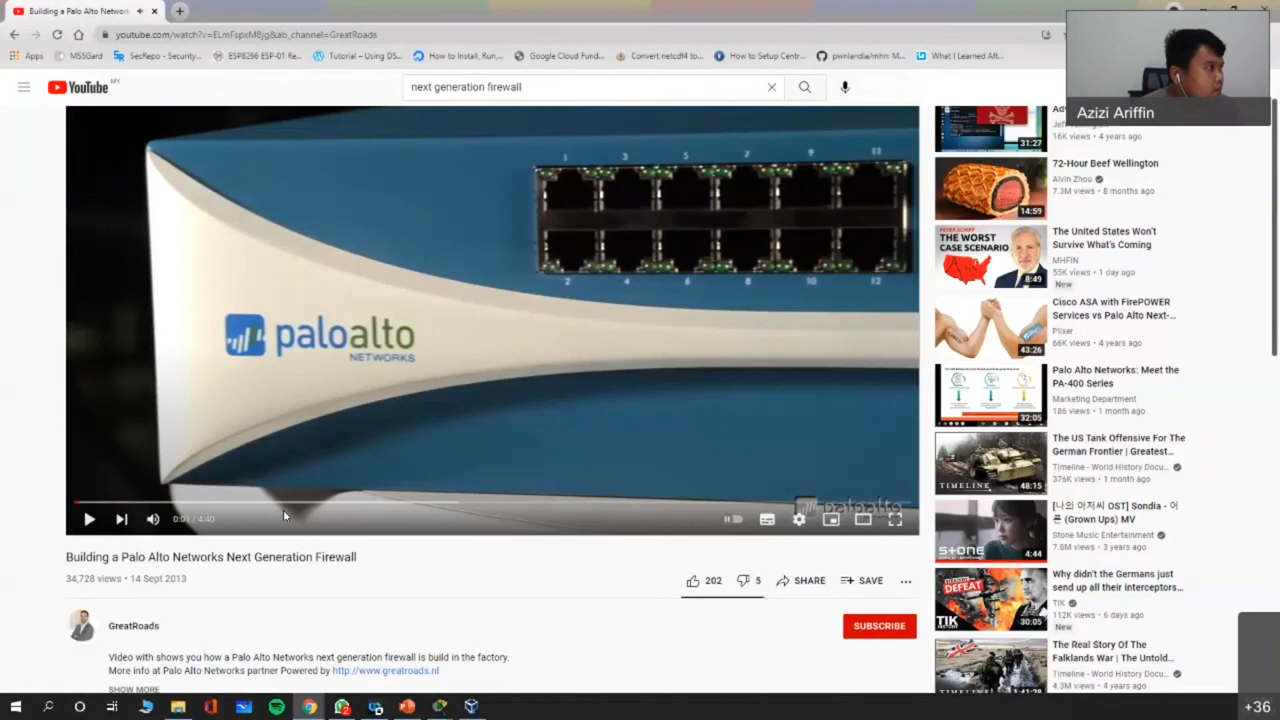 Building a Palo Alto Network
youtube.com/watch?v=ELmFspxMBjg&ab_channel=GreatRoads
Apps
MSSGard
SecRepo - Security...
ESP8266 ESP-01 Re...
Tutorial – Using DS...
How to Install, Run,...
Google Cloud Fund...
Convert netcdf4 to...
How to Setup Centr...
pwnlandia/mhn: M...
What I Learned Aft...
YouTube MY
next generation firewall
Azizi Ariffin
1 3 5 7 9 11
2 4 6 8 10 12
paloalto
NETWORKS
paloalto
0:01 / 4:40
Building a Palo Alto Networks Next Generation Firewall
34,728 views • 14 Sept 2013
202
5
SHARE
SAVE
GreatRoads
SUBSCRIBE
Video with shows you how a Palo Alto Networks next generation firewall is build in the factory.
More info at Palo Alto Networks partner Powered by http://www.greatroads.nl
SHOW MORE
31:27
16K views • 4 years ago
14:59
72-Hour Beef Wellington
Alvin Zhou
7.3M views • 8 months ago
PETER SCHIFF
THE WORST
CASE SCENARIO
8:49
The United States Won't
Survive What's Coming
MHFIN
55K views • 1 day ago
New
43:26
Cisco ASA with FirePOWER
Services vs Palo Alto Next-...
Plixer
66K views • 4 years ago
32:05
Palo Alto Networks: Meet the
PA-400 Series
Marketing Department
186 views • 1 month ago
TIMELINE
48:15
The US Tank Offensive For The
German Frontier | Greatest...
Timeline - World History Docu...
376K views • 1 month ago
STONE
4:44
[나의 아저씨 OST] Sondia - 어
른 (Grown Ups) MV
Stone Music Entertainment
7.8M views • 3 years ago
DEFEAT
TIK
30:05
Why didn't the Germans just
send up all their interceptors...
TIK
112K views • 6 days ago
New
TIMELINE
1:41:28
The Real Story Of The
Falklands War | The Untold...
Timeline - World History Docu...
4.3M views • 4 years ago
+36